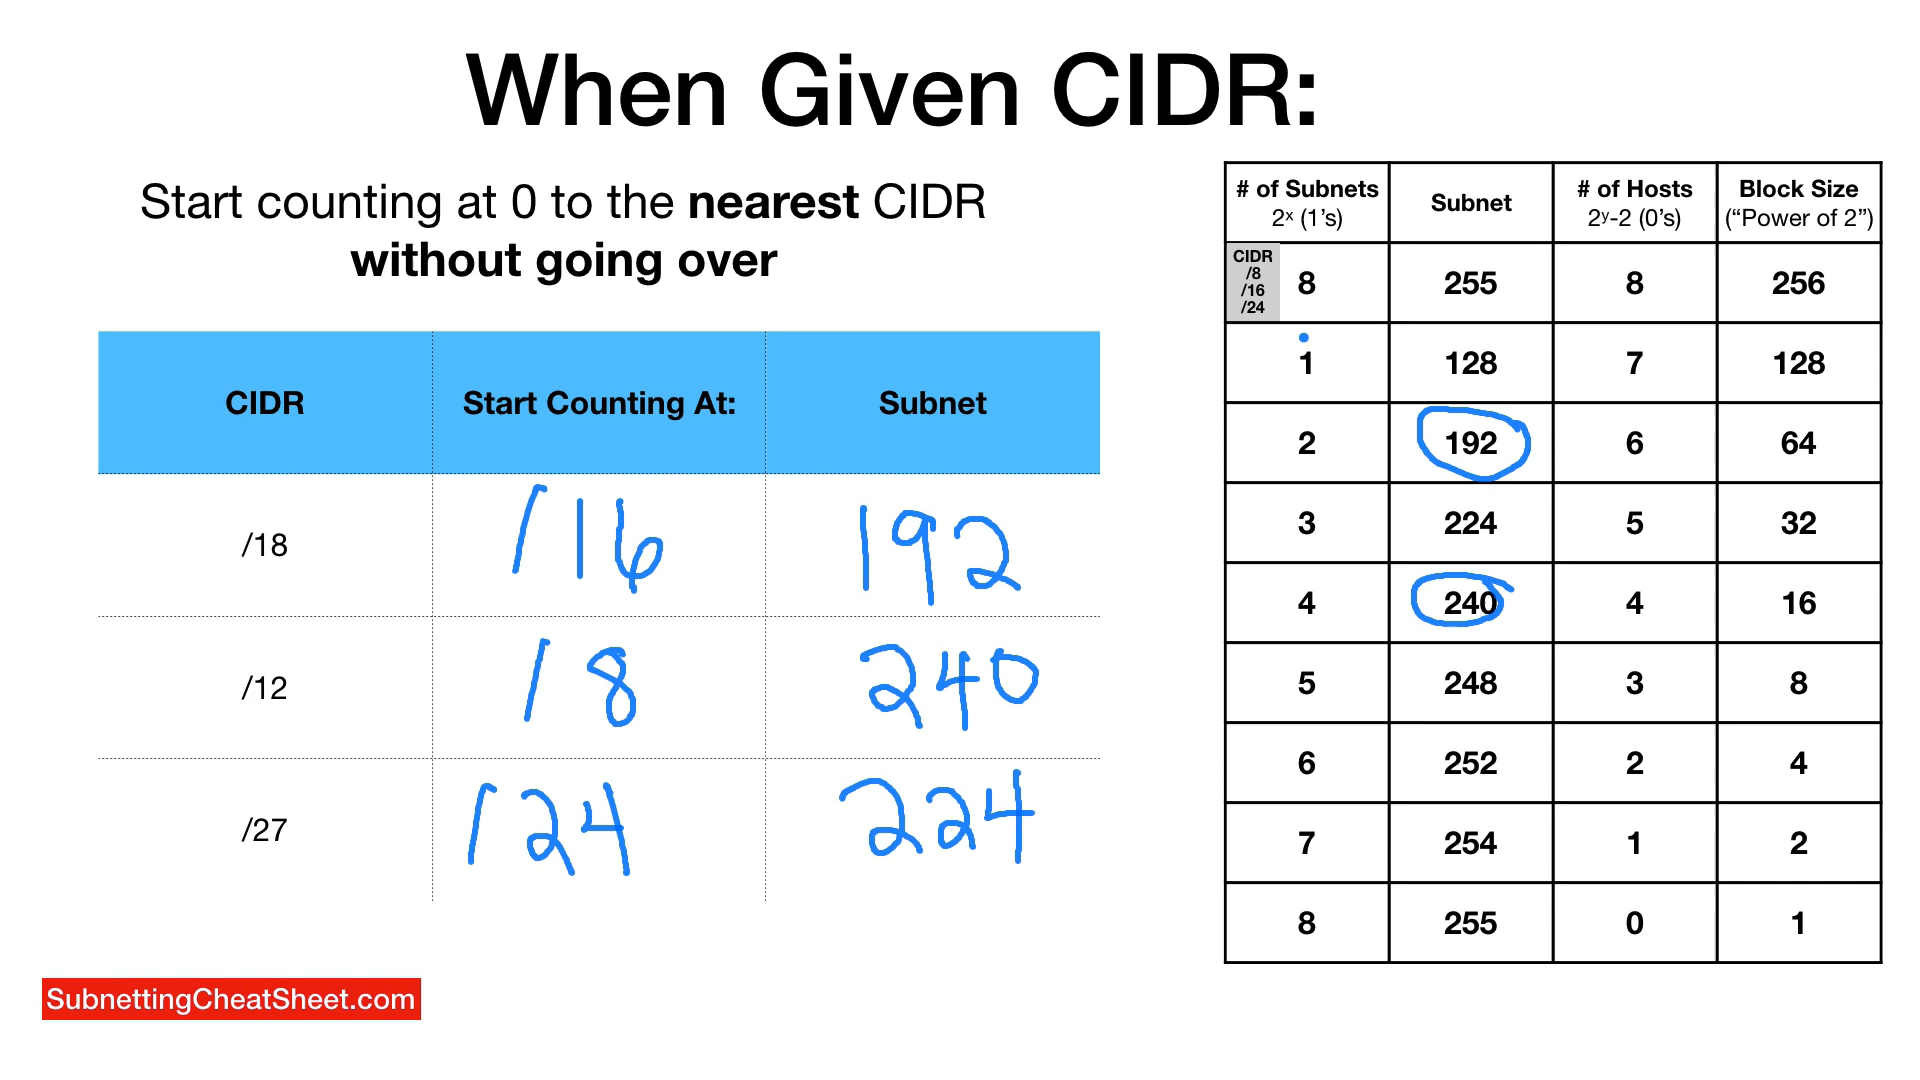 When Given CIDR:
Start counting at 0 to the nearest CIDR
without going over
CIDR Start Counting At: Subnet
/18 /16 192
/12 /8 240
/27 /24 224
# of Subnets Subnet # of Hosts Block Size
2ˣ (1's) 2ʸ-2 (0's) ("Power of 2")
CIDR
/8
/16
/24
8 255 8 256
1 128 7 128
2 192 6 64
3 224 5 32
4 240 4 16
5 248 3 8
6 252 2 4
7 254 1 2
8 255 0 1
SubnettingCheatSheet.com